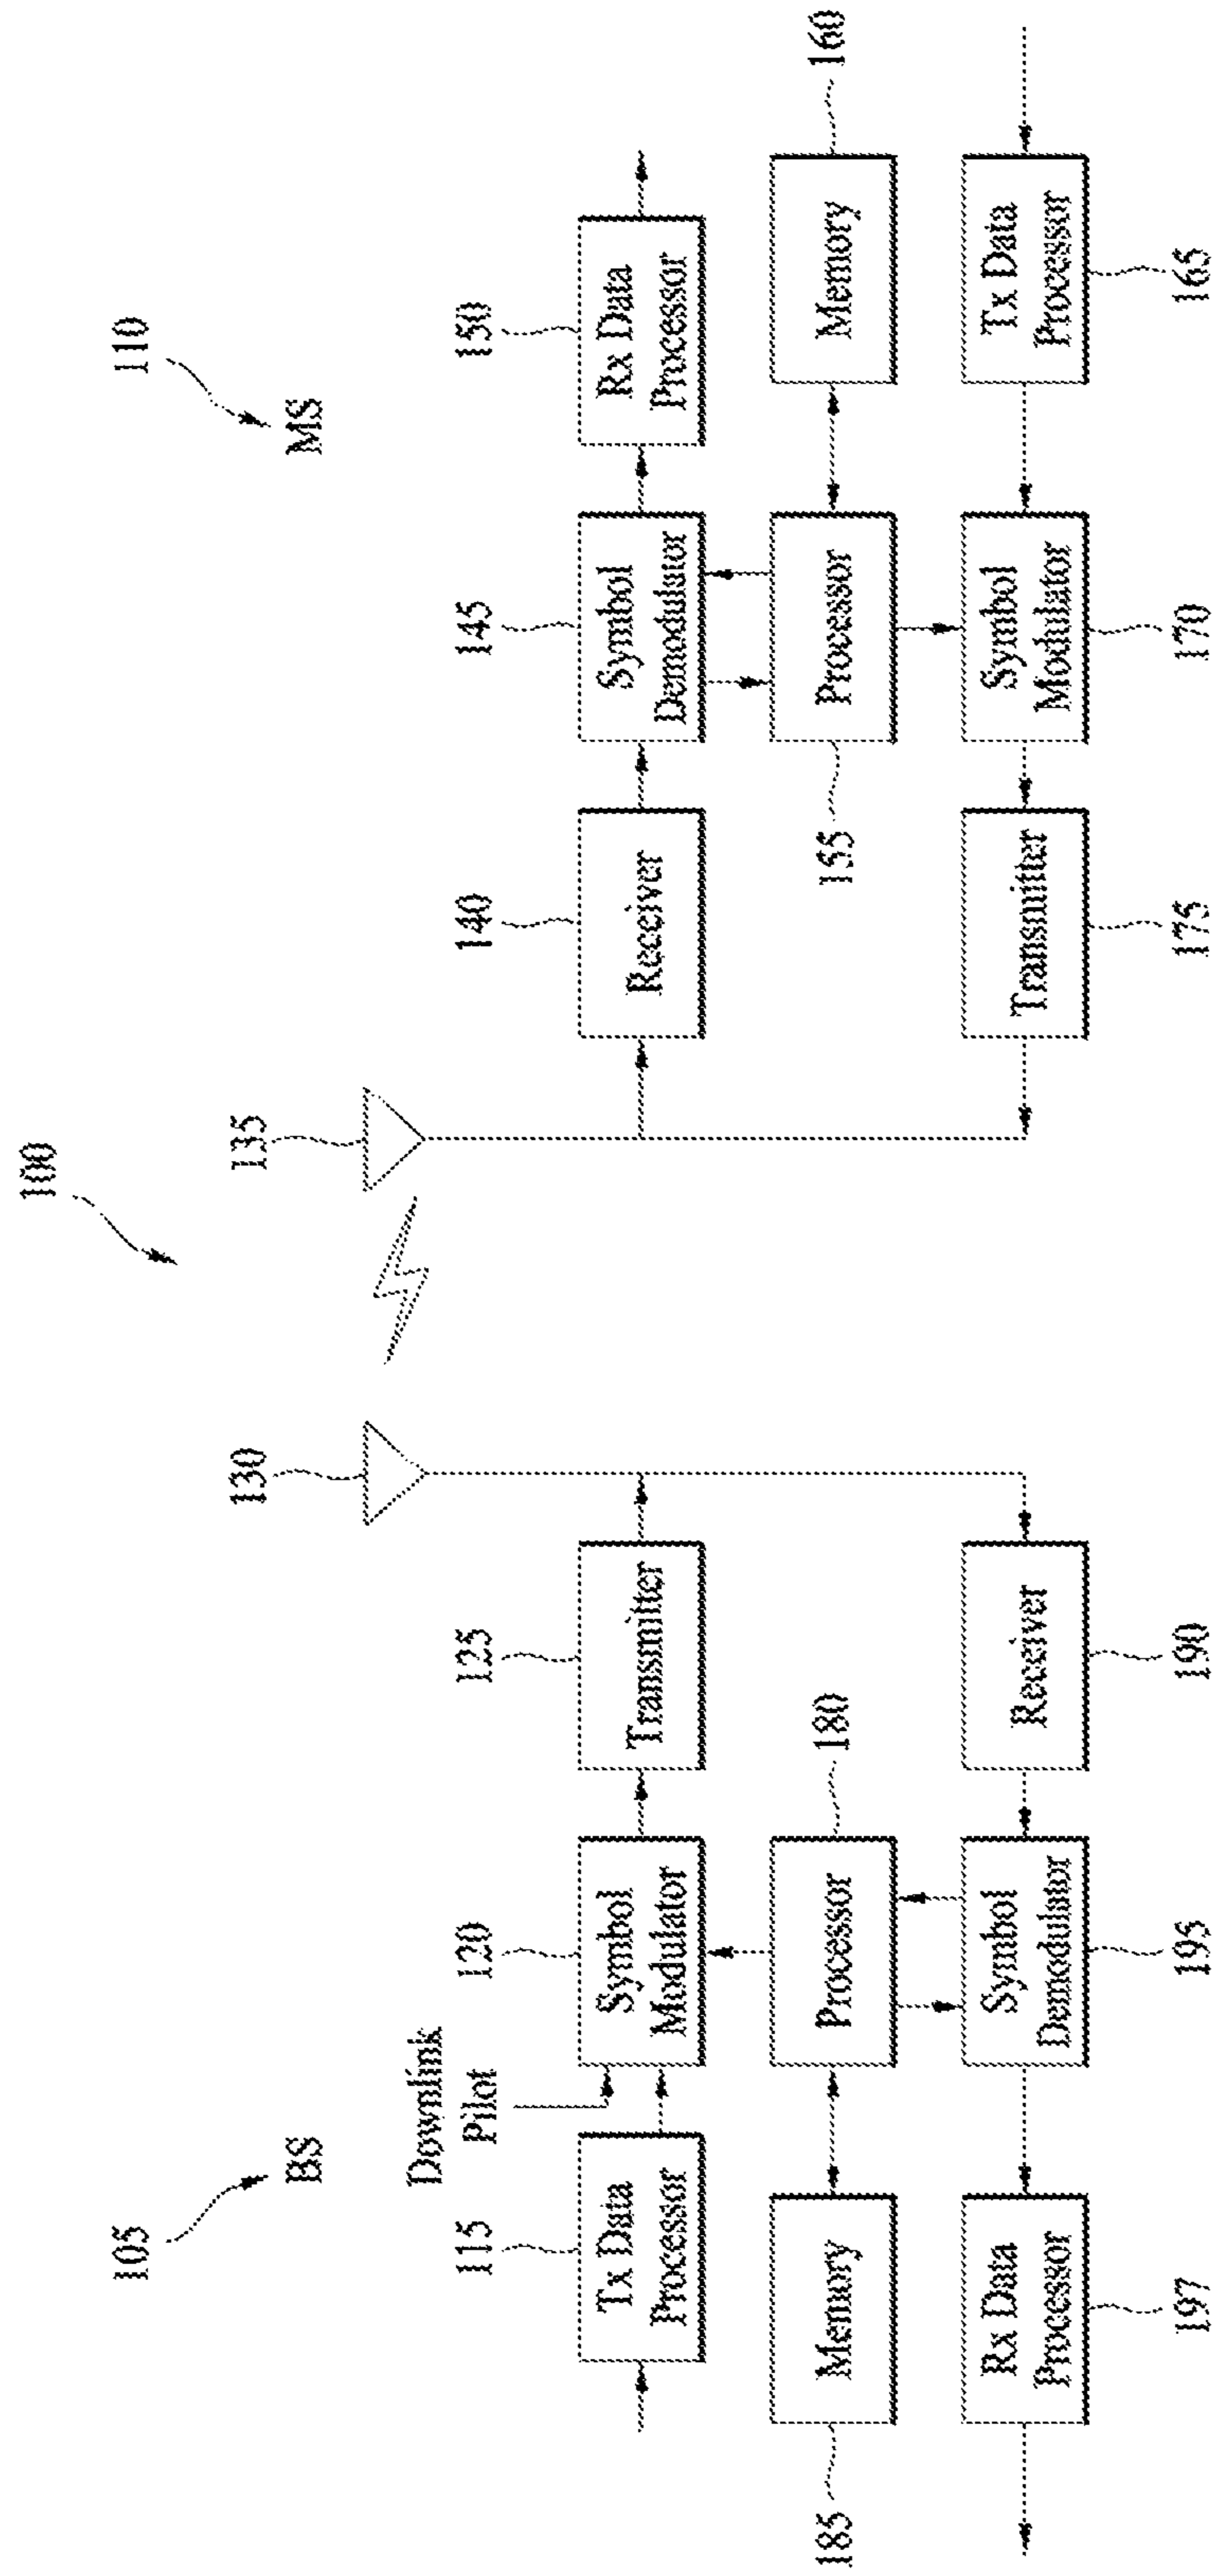 100
105
BS
110
MS
130
135
Downlink
Pilot
115
120
125
140
145
150
Tx Data
Processor
Symbol
Modulator
Transmitter
Receiver
Symbol
Demodulator
Rx Data
Processor
180
160
Memory
Processor
Processor
Memory
185
155
Rx Data
Processor
Symbol
Demodulator
Receiver
Transmitter
Symbol
Modulator
Tx Data
Processor
197
195
190
175
170
165